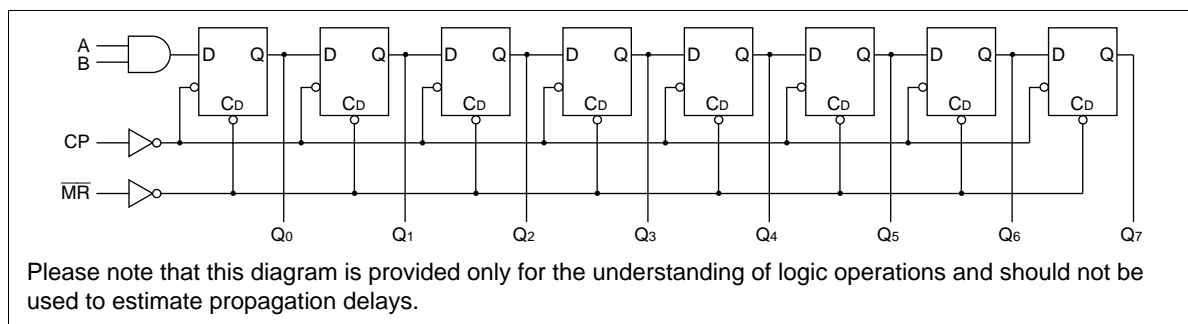 A
B
D Q D Q D Q D Q D Q D Q D Q D Q
CD CD CD CD CD CD CD CD
CP
MR
Q0 Q1 Q2 Q3 Q4 Q5 Q6 Q7
Please note that this diagram is provided only for the understanding of logic operations and should not be
used to estimate propagation delays.